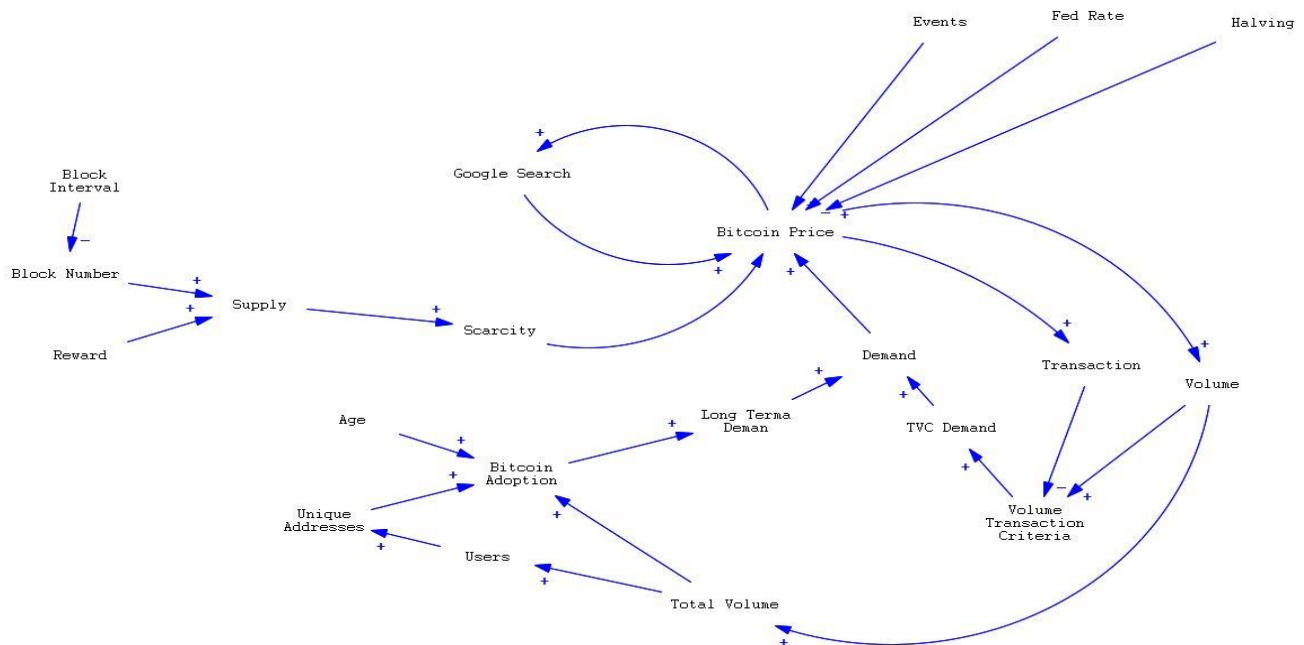 Events
Fed Rate
Halving
+
Google Search
Block
Interval
−
Block Number
+
+
Reward
Supply
+
Scarcity
− +
Bitcoin Price
+
+
+
Transaction
+
Volume
Demand
+
+
Long Terma
Deman
TVC Demand
+
Age
+
+
Bitcoin
Adoption
+
+
Unique
Addresses
+
Users
+
Total Volume
+
− +
Volume
Transaction
Criteria